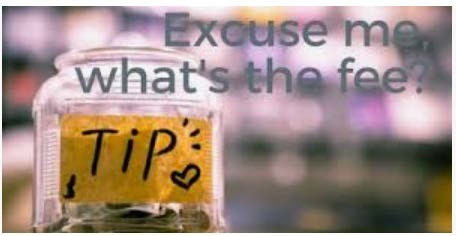 Excuse me,
what's the fee?
TiP